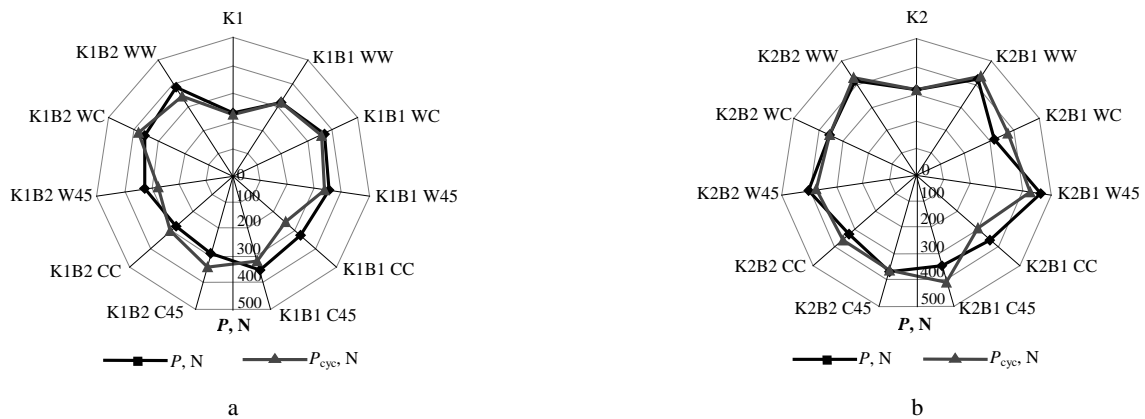 K1
K1B1 WW
K1B1 WC
K1B1 W45
K1B1 CC
K1B1 C45
K1B2 C45
K1B2 CC
K1B2 W45
K1B2 WC
K1B2 WW
0
100
200
300
400
500
P, N
P, N
Pcyc, N
a
K2
K2B1 WW
K2B1 WC
K2B1 W45
K2B1 CC
K2B1 C45
K2B2 C45
K2B2 CC
K2B2 W45
K2B2 WC
K2B2 WW
0
100
200
300
400
500
P, N
P, N
Pcyc, N
b